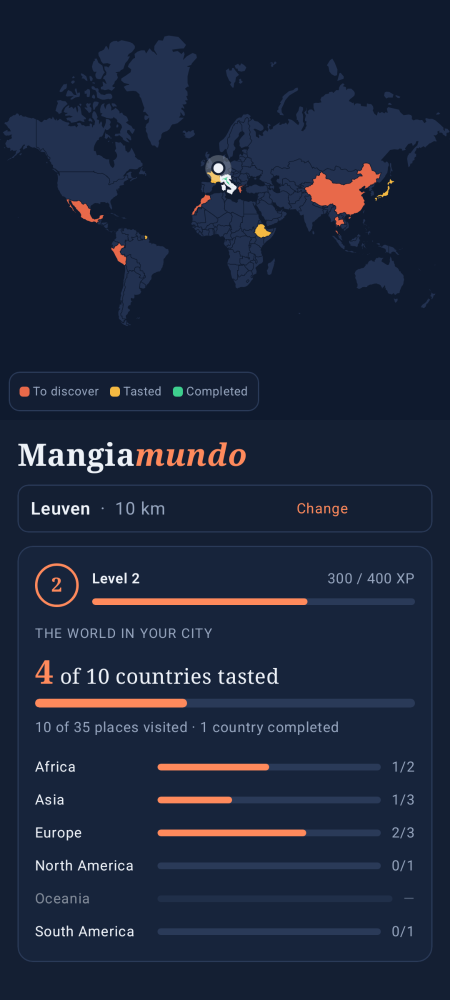 To discover Tasted Completed
Mangiamundo
Leuven · 10 km Change
2 Level 2 300 / 400 XP
THE WORLD IN YOUR CITY
4 of 10 countries tasted
10 of 35 places visited · 1 country completed
Africa 1/2
Asia 1/3
Europe 2/3
North America 0/1
Oceania —
South America 0/1